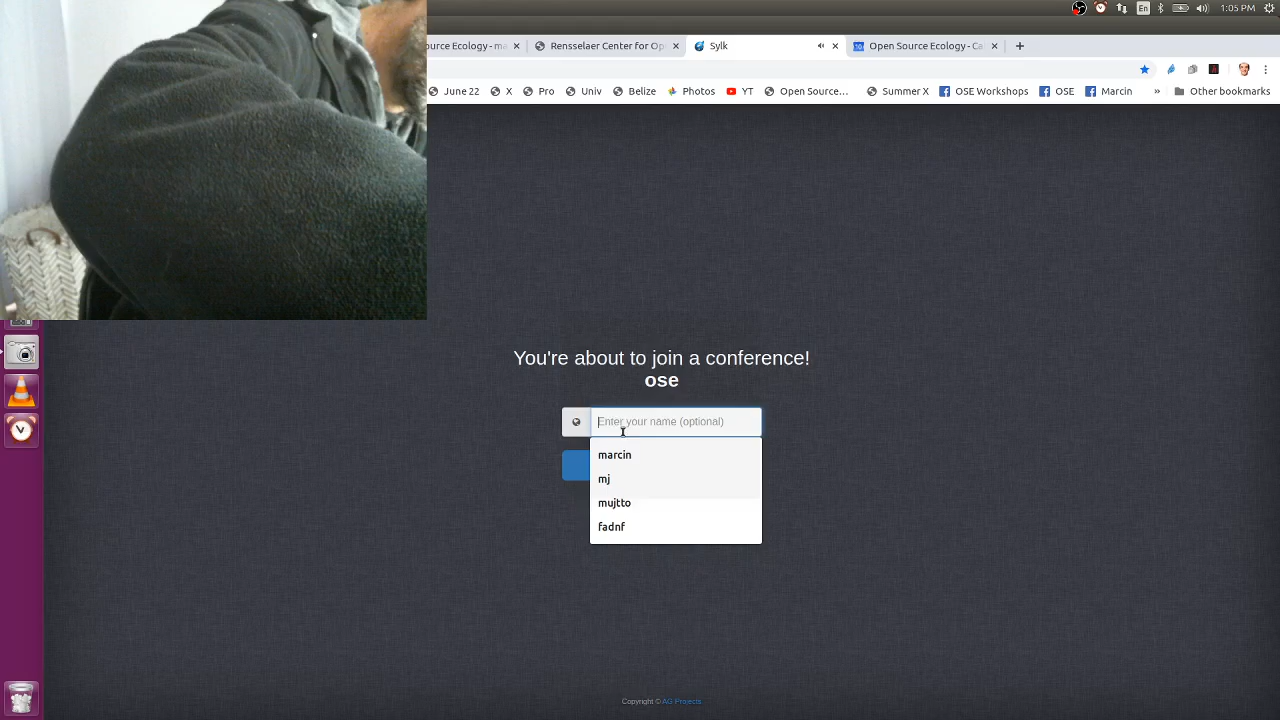 En 1:05 PM
ource Ecology - ma Rensselaer Center for Op Sylk Open Source Ecology - Ca
June 22 X Pro Univ Belize Photos YT Open Source... Summer X OSE Workshops OSE Marcin » Other bookmarks
You're about to join a conference!
ose
Enter your name (optional)
marcin
mj
mujtto
fadnf
Copyright © AG Projects